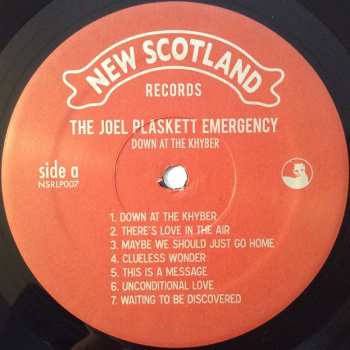 NEW SCOTLAND
RECORDS
THE JOEL PLASKETT EMERGENCY
DOWN AT THE KHYBER
side a
NSRLP007
1. DOWN AT THE KHYBER
2. THERE'S LOVE IN THE AIR
3. MAYBE WE SHOULD JUST GO HOME
4. CLUELESS WONDER
5. THIS IS A MESSAGE
6. UNCONDITIONAL LOVE
7. WAITING TO BE DISCOVERED